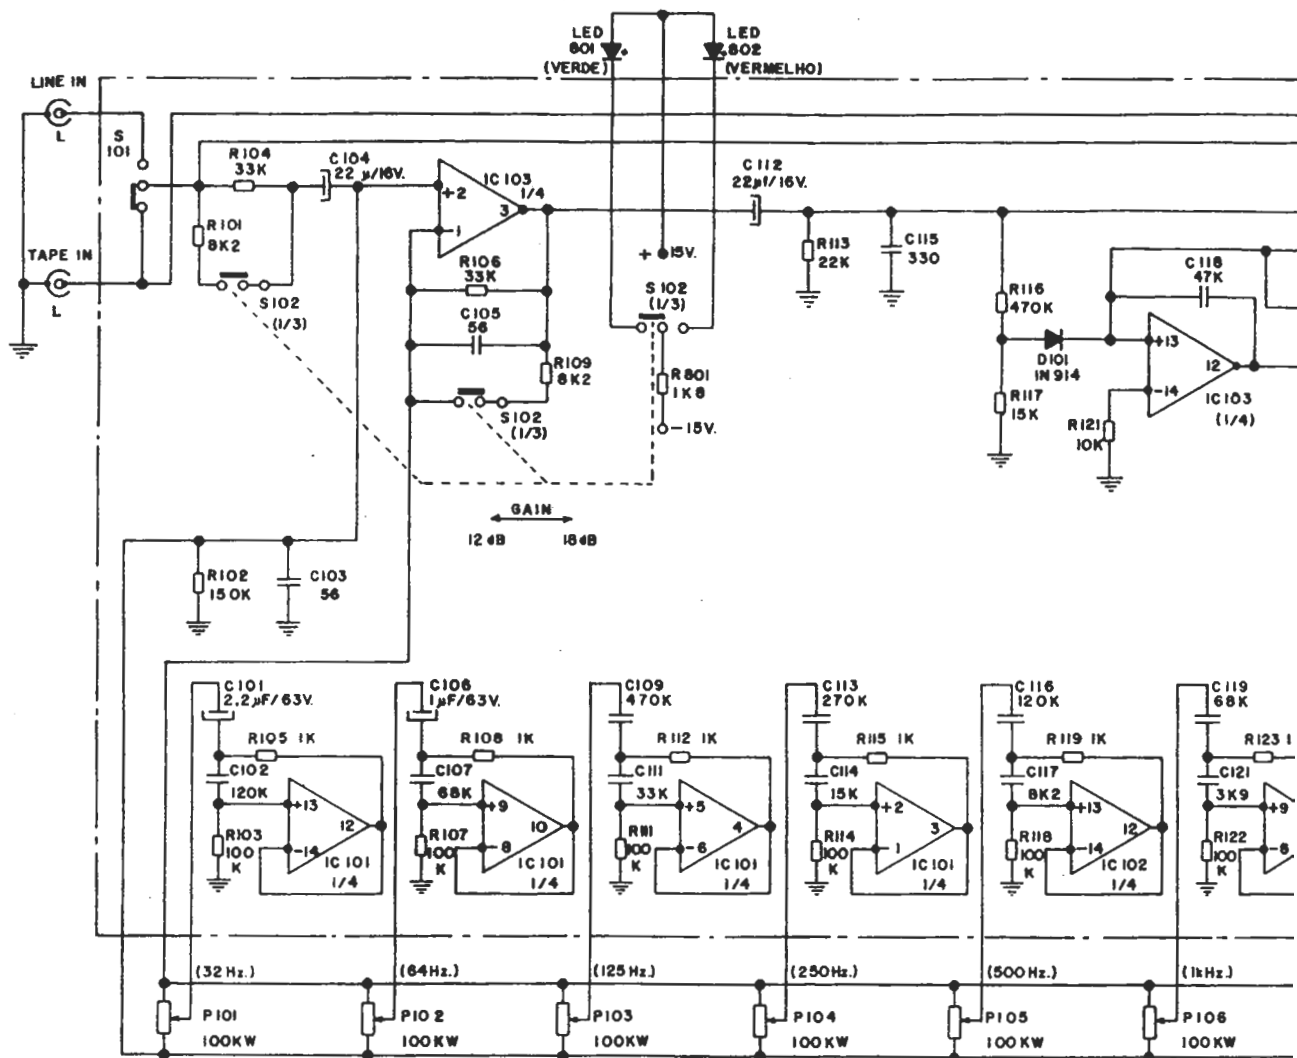 LED
801
(VERDE)
LED
802
(VERMELHO)
LINE IN
L
S
101
R104
33K
C104
22 µ/16V.
IC103
1/4
+2
-1
3
C112
22µf/16V.
R101
8K2
TAPE IN
L
S102
(1/3)
R106
33K
C105
56
R109
8K2
S102
(1/3)
+ 15V.
S102
(1/3)
R801
1K8
-15V.
R113
22K
C115
330
R116
470K
C118
47K
D101
1N914
+13
-14
12
IC103
(1/4)
R117
15K
R121
10K
GAIN
12dB 18dB
R102
150K
C103
56
C101
2,2µF/63V.
R105 1K
C102
120K
+13
-14
12
R103
100
K
IC101
1/4
C106
1µF/63V.
R108 1K
C107
68K
+9
-8
10
R107
100
K
IC101
1/4
C109
470K
R112 1K
C111
33K
+5
-6
4
R111
100
K
IC101
1/4
C113
270K
R115 1K
C114
15K
+2
-1
3
R114
100
K
IC101
1/4
C116
120K
R119 1K
C117
8K2
+13
-14
12
R118
100
K
IC102
1/4
C119
68K
R123 1
C121
3K9
+9
-8
R122
100
K
(32Hz.)
(64Hz.)
(125Hz.)
(250Hz.)
(500Hz.)
(1kHz.)
P101
100KW
P102
100KW
P103
100KW
P104
100KW
P105
100KW
P106
100KW